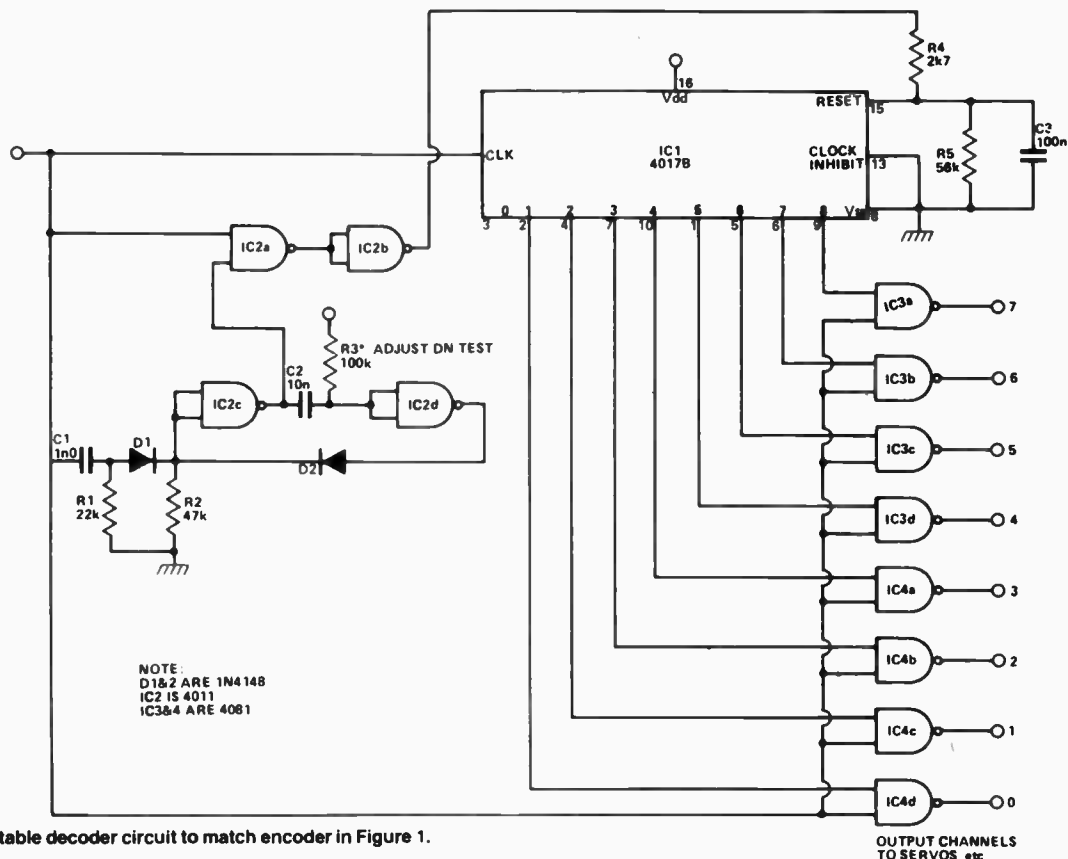 R4
2k7
16
Vdd
RESET
15
CLK
IC1
4017B
CLOCK
INHIBIT
13
R5
56k
C3
100n
0 1 2 3 4 5 6 7 8
3 2 4 7 10 1 5 6 9
IC2a
IC2b
R3* ADJUST ON TEST
100k
C2
10n
IC2c
IC2d
C1
1n0
D1
D2
R1
22k
R2
47k
IC3a
7
IC3b
6
IC3c
5
IC3d
4
IC4a
3
IC4b
2
IC4c
1
IC4d
0
NOTE:
D1&2 ARE 1N4148
IC2 IS 4011
IC3&4 ARE 4081
table decoder circuit to match encoder in Figure 1.
OUTPUT CHANNELS
TO SERVOS etc